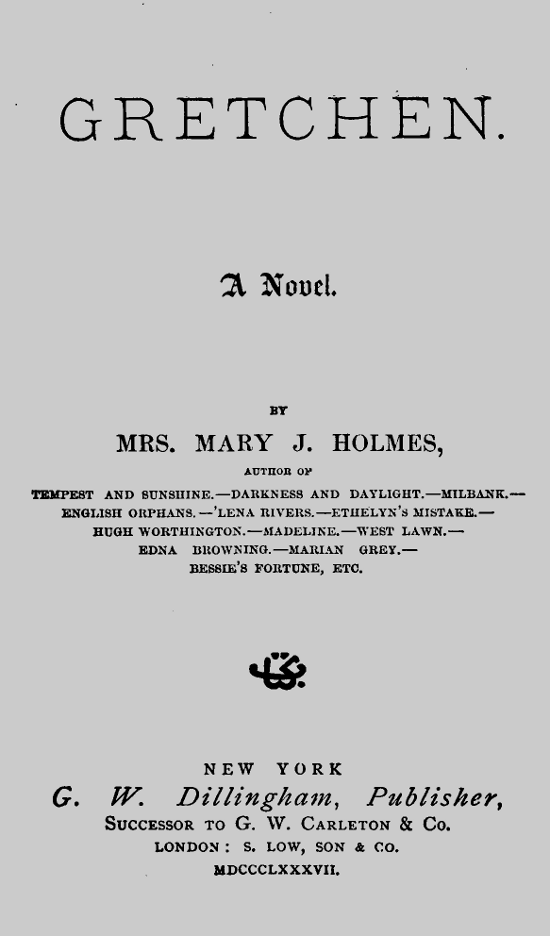 GRETCHEN.
A Novel.
BY
MRS. MARY J. HOLMES,
AUTHOR OF
TEMPEST AND SUNSHINE.—DARKNESS AND DAYLIGHT.—MILBANK.—
ENGLISH ORPHANS.—'LENA RIVERS.—ETHELYN'S MISTAKE.—
HUGH WORTHINGTON.—MADELINE.—WEST LAWN.—
EDNA BROWNING.—MARIAN GREY.—
BESSIE'S FORTUNE, ETC.
NEW YORK
G. W. Dillingham, Publisher,
SUCCESSOR TO G. W. CARLETON & CO.
LONDON: S. LOW, SON & CO.
MDCCCLXXXVII.